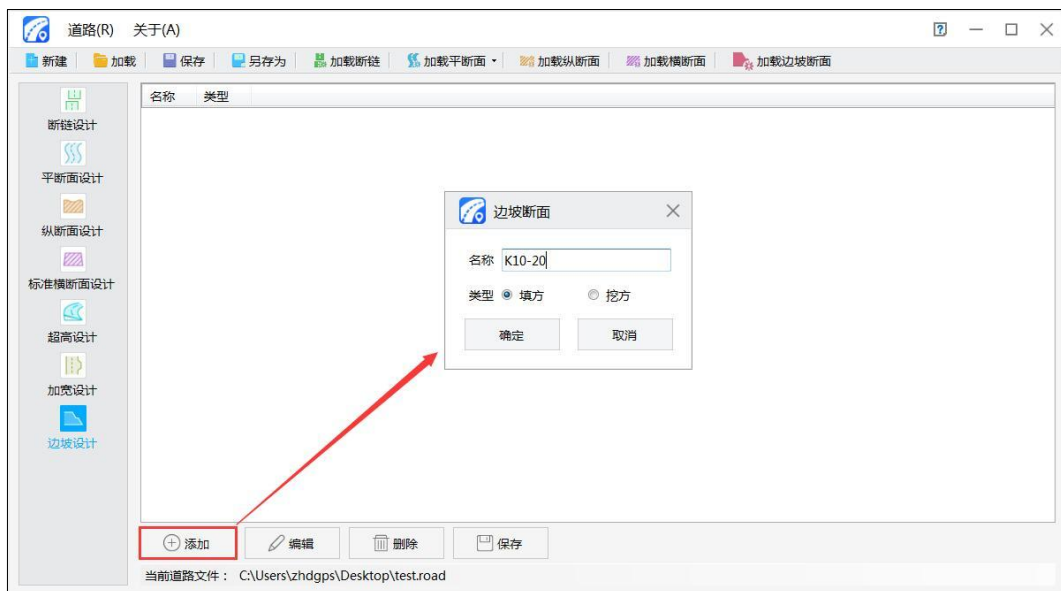 道路(R) 关于(A)
新建 加载 保存 另存为 加载断链 加载平断面 加载纵断面 加载横断面 加载边坡断面
断链设计
平断面设计
纵断面设计
标准横断面设计
超高设计
加宽设计
边坡设计
名称 类型
边坡断面
名称 K10-20
类型 填方 挖方
确定 取消
添加 编辑 删除 保存
当前道路文件： C:\Users\zhdgps\Desktop\test.road